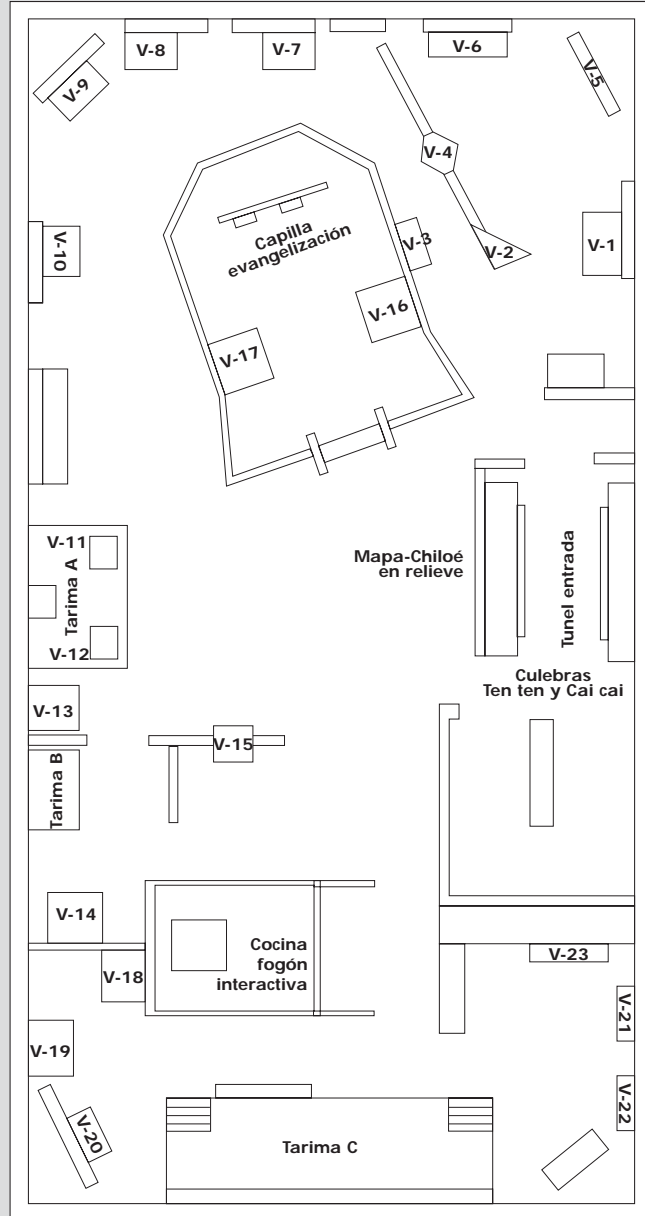 V-8
V-7
V-6
V-9
V-5
V-4
V-10
Capilla
evangelización
V-3
V-2
V-1
V-16
V-17
V-11
Tarima A
V-12
Mapa-Chiloé
en relieve
Tunel entrada
Culebras
Ten ten y Cai cai
V-13
V-15
Tarima B
V-14
Cocina
fogón
interactiva
V-18
V-23
V-19
V-21
V-20
V-22
Tarima C